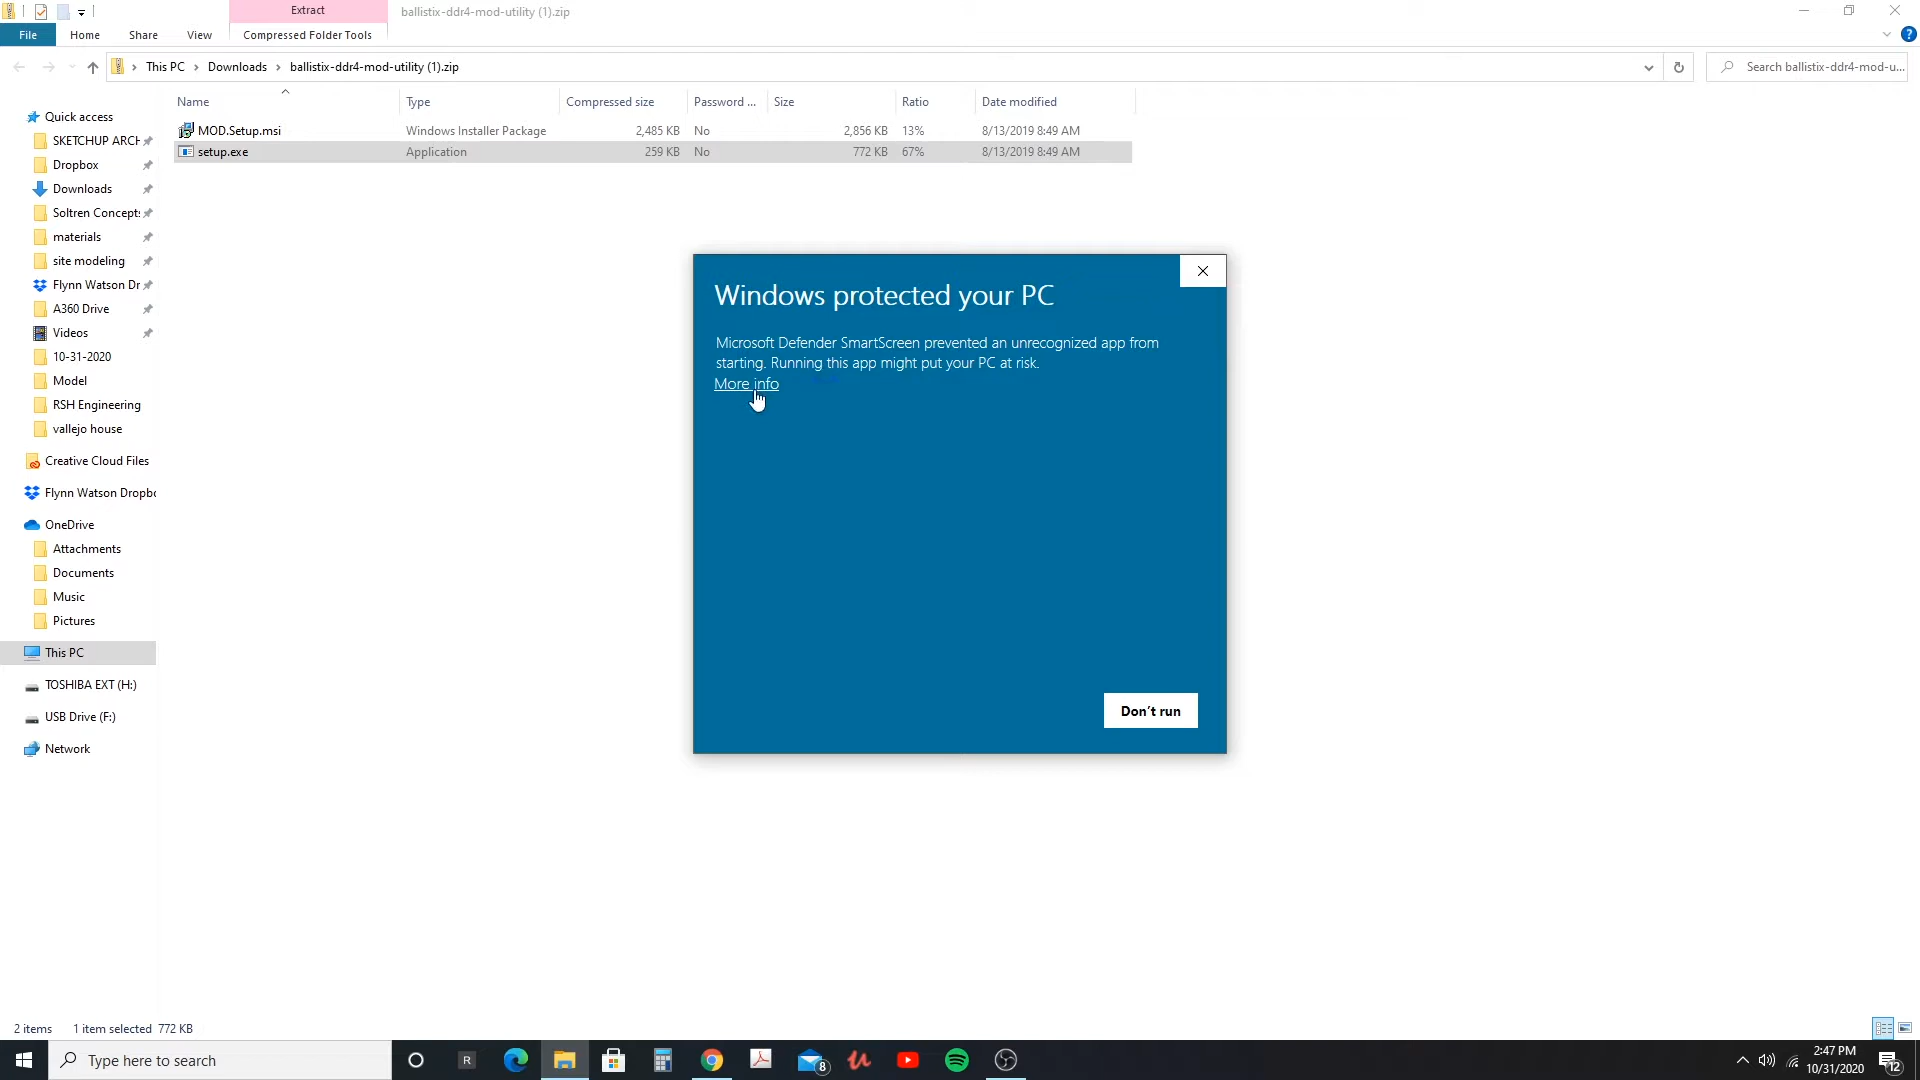 Extract
ballistix-ddr4-mod-utility (1).zip
File
Home
Share
View
Compressed Folder Tools
?
This PC
Downloads
ballistix-ddr4-mod-utility (1).zip
Search ballistix-ddr4-mod-u...
Name
Type
Compressed size
Password ...
Size
Ratio
Date modified
MOD.Setup.msi
Windows Installer Package
2,485 KB
No
2,856 KB
13%
8/13/2019 8:49 AM
setup.exe
Application
259 KB
No
772 KB
67%
8/13/2019 8:49 AM
Quick access
SKETCHUP ARCH
Dropbox
Downloads
Soltren Concepts
materials
site modeling
Flynn Watson Dr
A360 Drive
Videos
10-31-2020
Model
RSH Engineering
vallejo house
Creative Cloud Files
Flynn Watson Dropbo
OneDrive
Attachments
Documents
Music
Pictures
This PC
TOSHIBA EXT (H:)
USB Drive (F:)
Network
Windows protected your PC
Microsoft Defender SmartScreen prevented an unrecognized app from
starting. Running this app might put your PC at risk.
More info
Don't run
2 items
1 item selected 772 KB
Type here to search
R
8
2:47 PM
10/31/2020
12